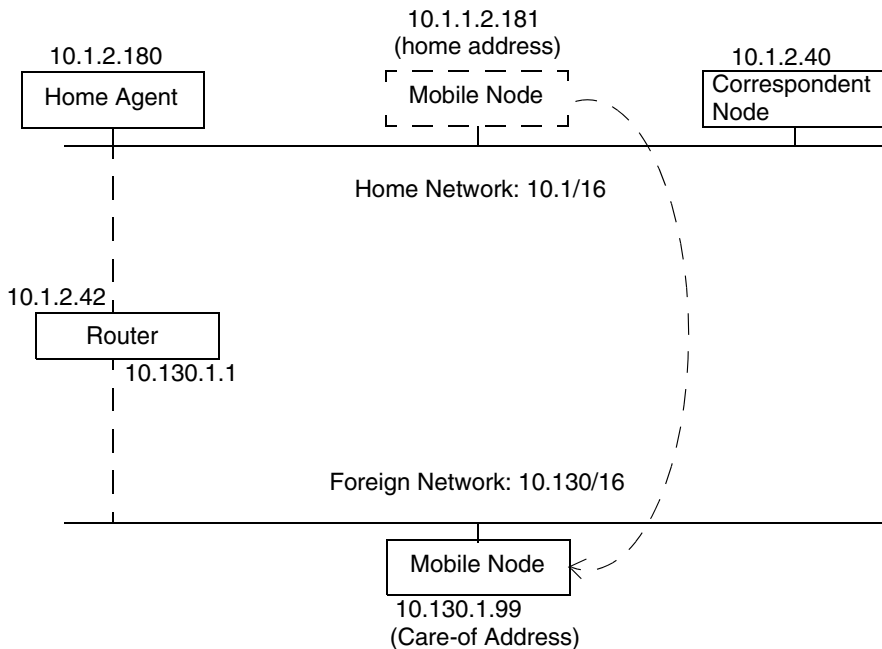 10.1.1.2.181
(home address)
10.1.2.180
10.1.2.40
Home Agent
Mobile Node
Correspondent
Node
Home Network: 10.1/16
10.1.2.42
Router
10.130.1.1
Foreign Network: 10.130/16
Mobile Node
10.130.1.99
(Care-of Address)